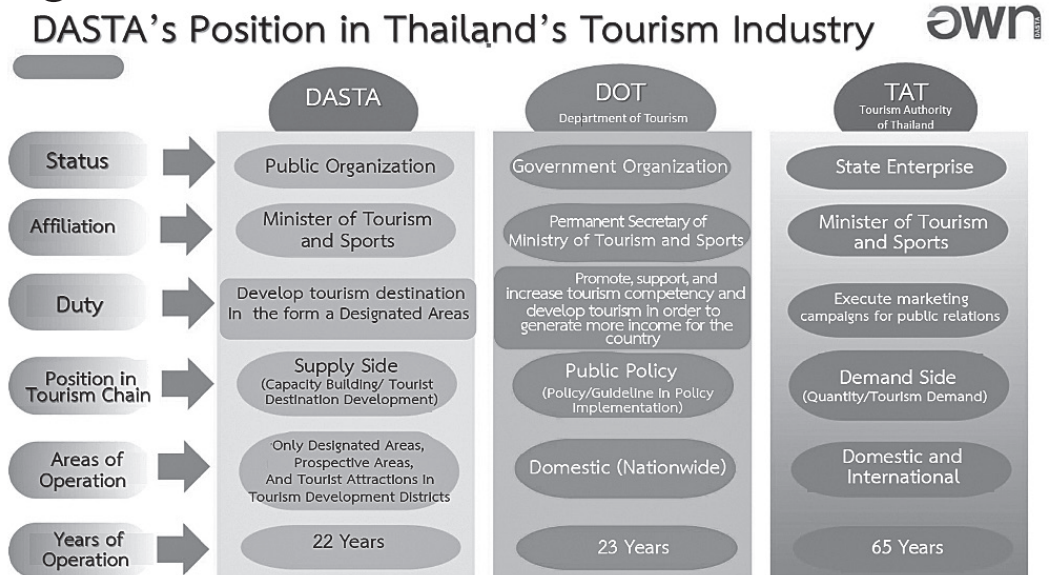 DASTA's Position in Thailand's Tourism Industry
อพท
DASTA
DASTA
DOT
Department of Tourism
TAT
Tourism Authority
of Thailand
Status
Public Organization
Government Organization
State Enterprise
Affiliation
Minister of Tourism
and Sports
Permanent Secretary of
Ministry of Tourism and Sports
Minister of Tourism
and Sports
Duty
Develop tourism destination
In the form a Designated Areas
Promote, support, and
increase tourism competency and
develop tourism in order to
generate more income for the
country
Execute marketing
campaigns for public relations
Position in
Tourism Chain
Supply Side
(Capacity Building/ Tourist
Destination Development)
Public Policy
(Policy/Guideline in Policy
Implementation)
Demand Side
(Quantity/Tourism Demand)
Areas of
Operation
Only Designated Areas,
Prospective Areas,
And Tourist Attractions in
Tourism Development Districts
Domestic (Nationwide)
Domestic and
International
Years of
Operation
22 Years
23 Years
65 Years